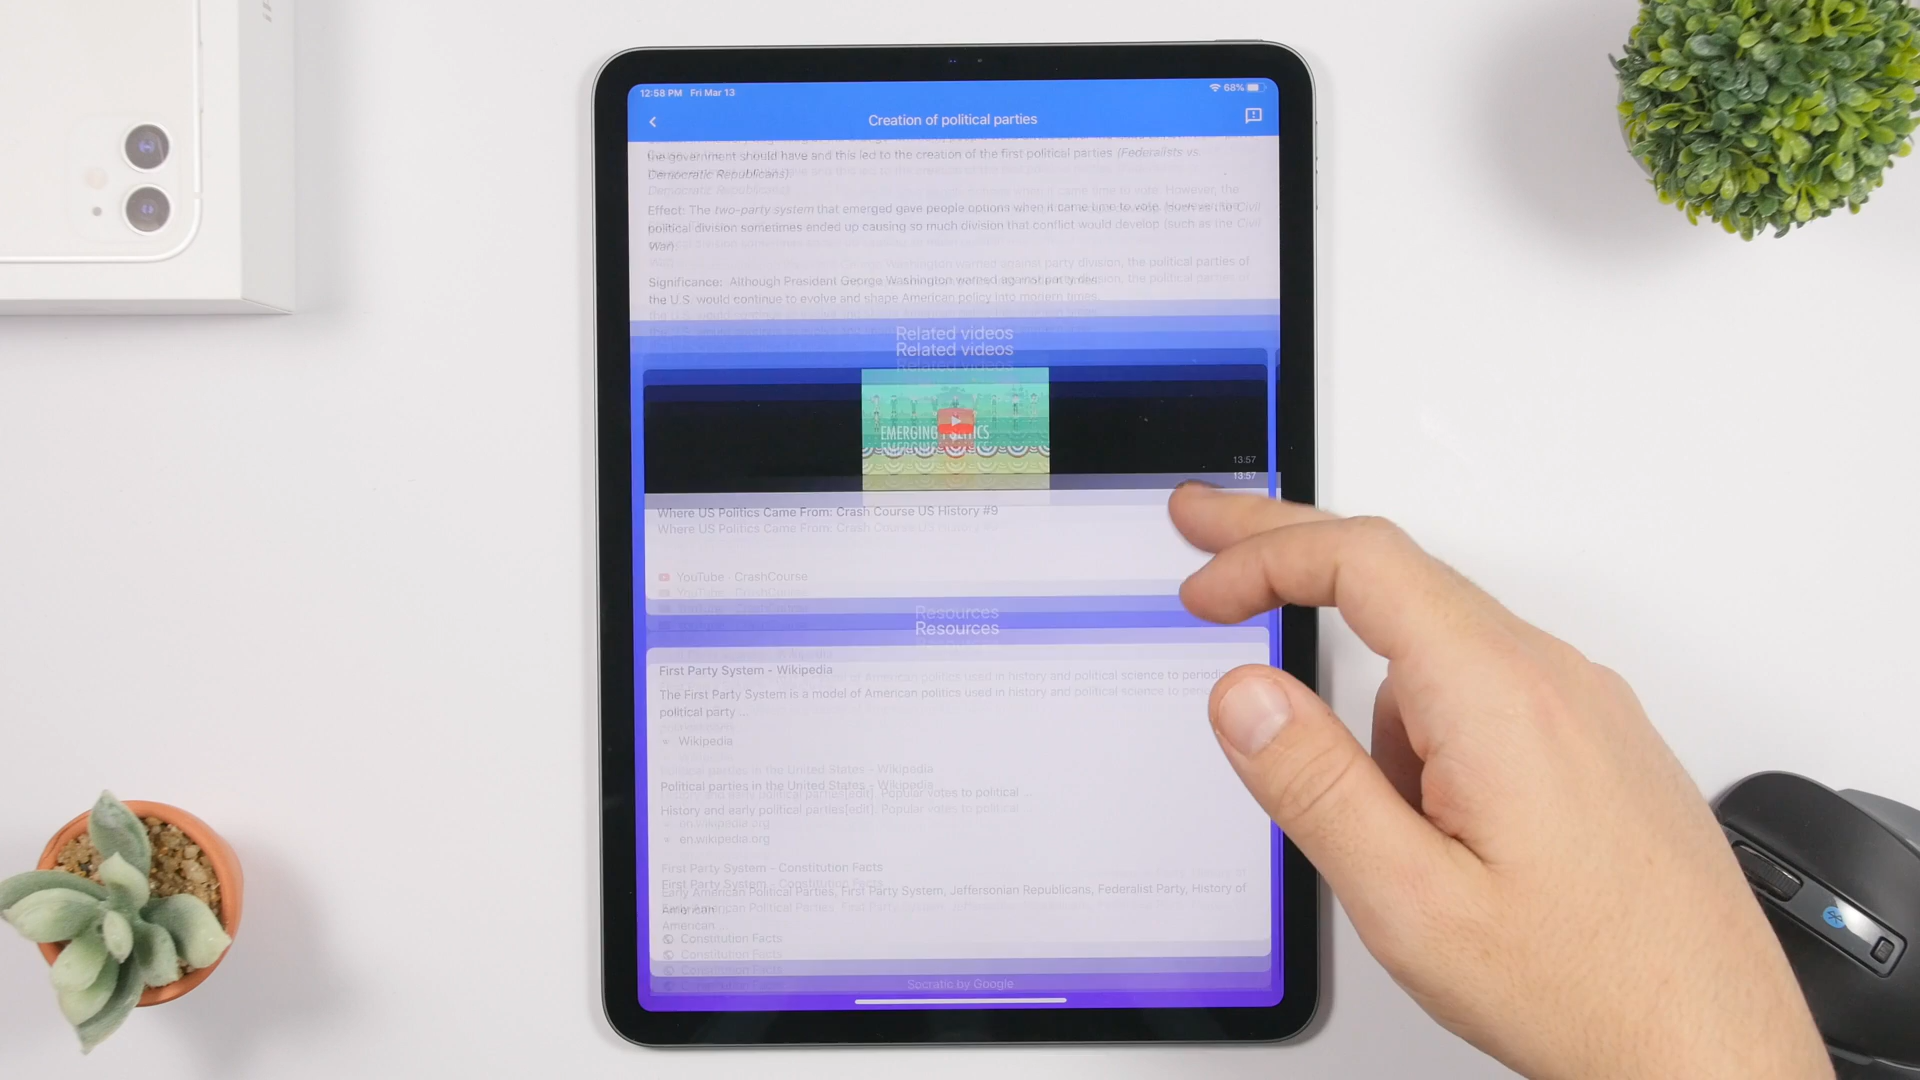 12:58 PM Fri Mar 13
68%
Creation of political parties
the government should have and this led to the creation of the first political parties (Federalists vs.
Democratic Republicans).
Effect: The two-party system that emerged gave people options when it came time to vote. However, the
political division sometimes ended up causing so much division that conflict would develop (such as the Civil
War).
Significance: Although President George Washington warned against party division, the political parties of
the U.S. would continue to evolve and shape American policy into modern times.
Related videos
EMERGING POLITICS
13:57
Where US Politics Came From: Crash Course US History #9
YouTube · CrashCourse
Resources
First Party System - Wikipedia
The First Party System is a model of American politics used in history and political science to
political party ...
Wikipedia
Political parties in the United States - Wikipedia
History and early political parties[edit]. Popular votes to political ...
en.wikipedia.org
First Party System - Constitution Facts
Early American Political Parties, First Party System, Jeffersonian Republicans, Federalist Party, History of
American ...
Constitution Facts
Socratic by Google